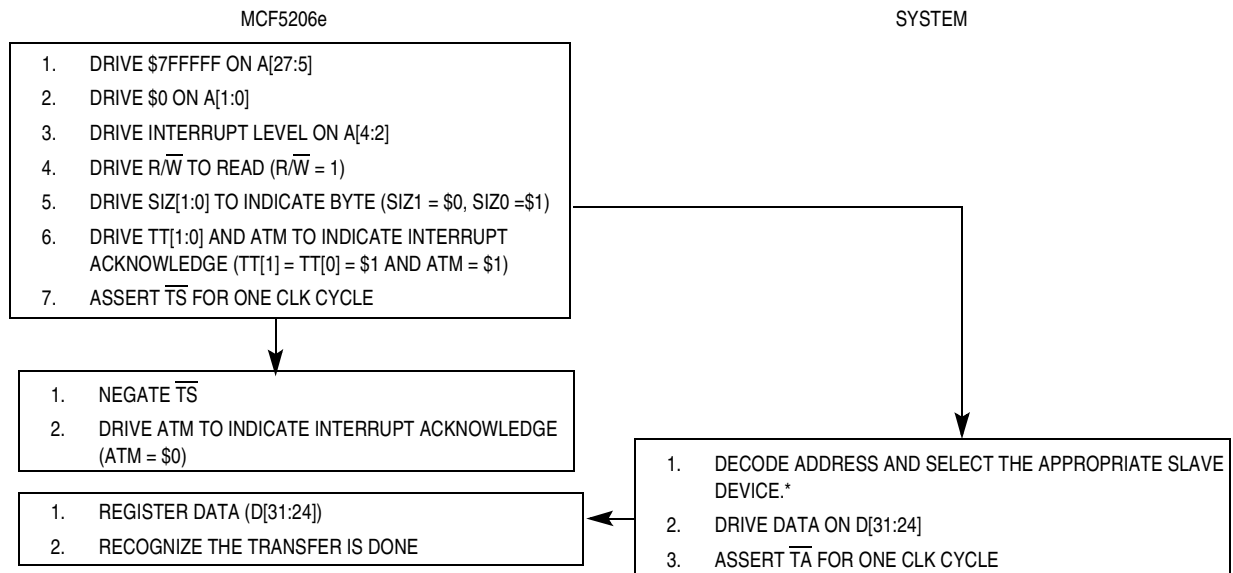 MCF5206e
SYSTEM
1. DRIVE $7FFFFF ON A[27:5]
2. DRIVE $0 ON A[1:0]
3. DRIVE INTERRUPT LEVEL ON A[4:2]
4. DRIVE R/W̅ TO READ (R/W̅ = 1)
5. DRIVE SIZ[1:0] TO INDICATE BYTE (SIZ1 = $0, SIZ0 =$1)
6. DRIVE TT[1:0] AND ATM TO INDICATE INTERRUPT
ACKNOWLEDGE (TT[1] = TT[0] = $1 AND ATM = $1)
7. ASSERT T̅S̅ FOR ONE CLK CYCLE
1. NEGATE T̅S̅
2. DRIVE ATM TO INDICATE INTERRUPT ACKNOWLEDGE
(ATM = $0)
1. DECODE ADDRESS AND SELECT THE APPROPRIATE SLAVE
DEVICE.*
2. DRIVE DATA ON D[31:24]
3. ASSERT T̅A̅ FOR ONE CLK CYCLE
1. REGISTER DATA (D[31:24])
2. RECOGNIZE THE TRANSFER IS DONE